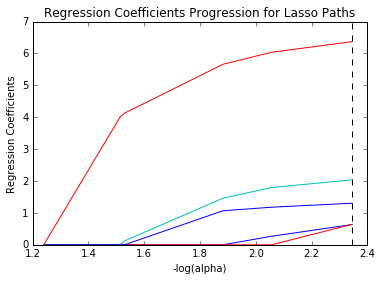 Regression Coefficients Progression for Lasso Paths
7
6
5
4
3
2
1
0
Regression Coefficients
1.2 1.4 1.6 1.8 2.0 2.2 2.4
-log(alpha)